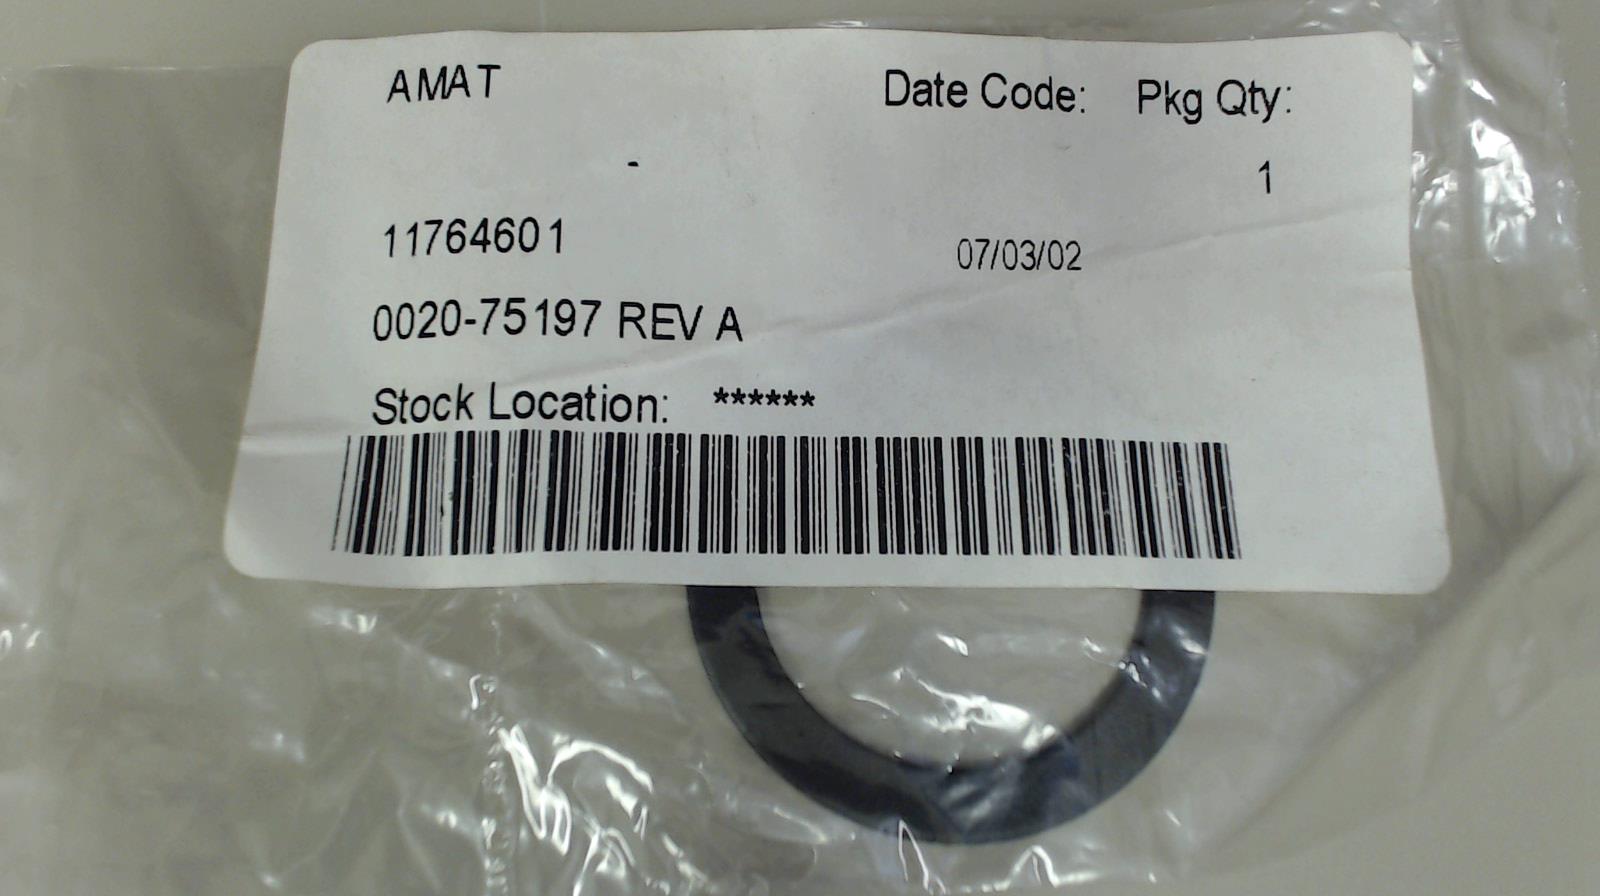 AMAT
Date Code: Pkg Qty:
-
1
11764601
07/03/02
0020-75197 REV A
Stock Location: ******